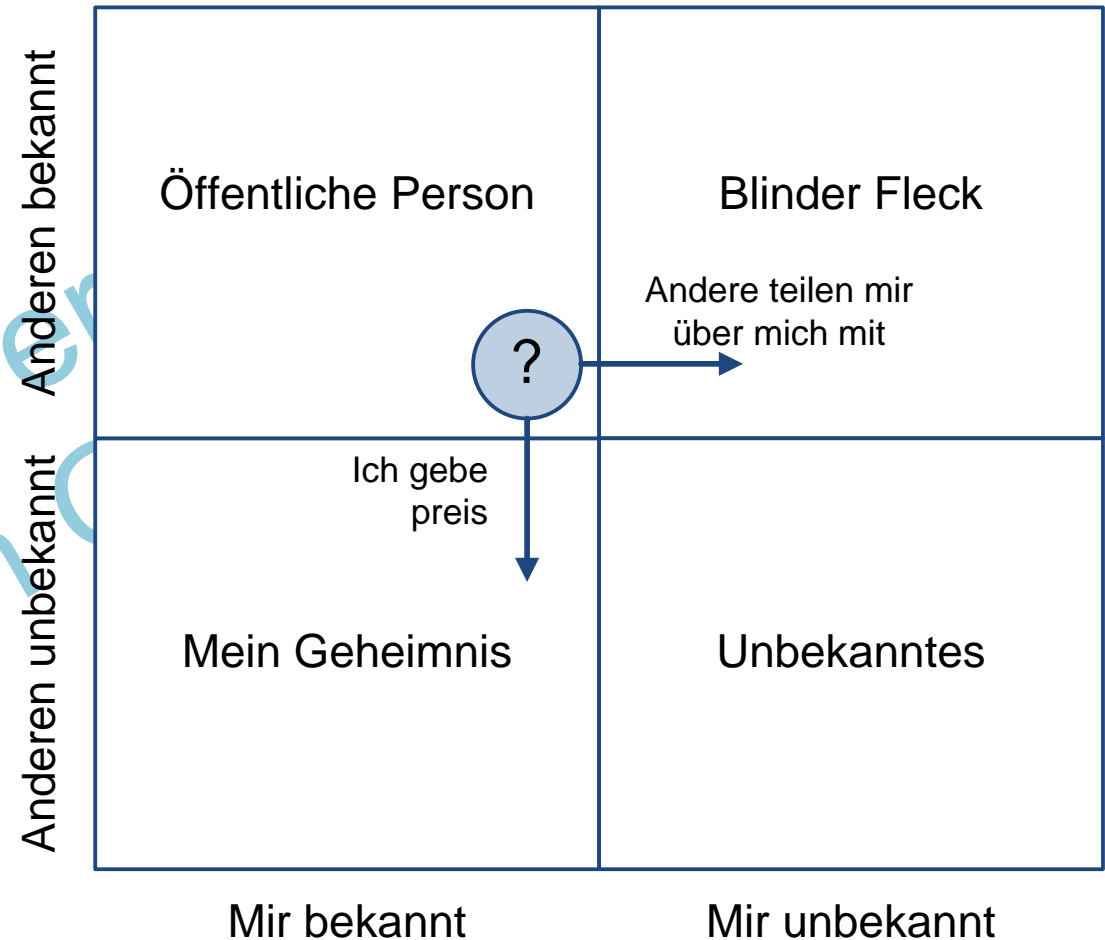 Anderen bekannt
Öffentliche Person
Blinder Fleck
Andere teilen mir
über mich mit
?
Ich gebe
preis
Anderen unbekannt
Mein Geheimnis
Unbekanntes
Mir bekannt
Mir unbekannt